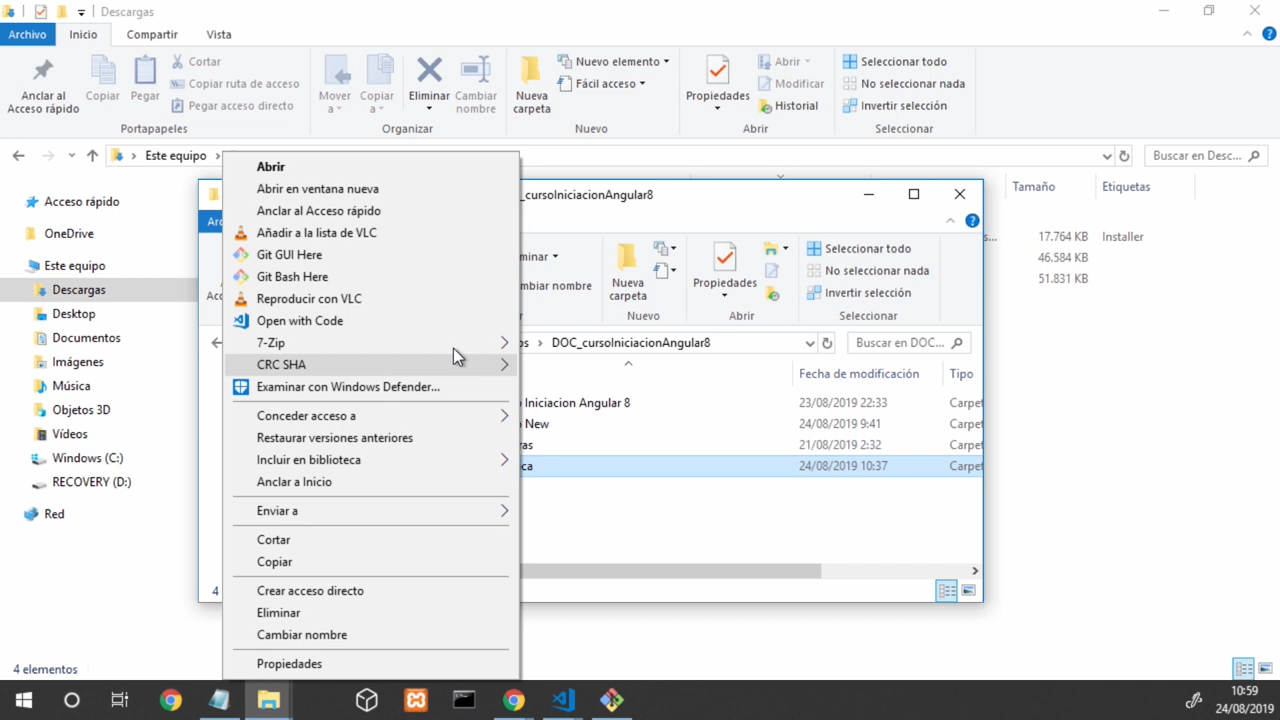 Descargas
Archivo Inicio Compartir Vista
Anclar al Acceso rápido
Copiar
Pegar
Cortar
Copiar ruta de acceso
Pegar acceso directo
Portapapeles
Mover a
Copiar a
Eliminar
Cambiar nombre
Organizar
Nueva carpeta
Nuevo elemento
Fácil acceso
Nuevo
Propiedades
Abrir
Modificar
Historial
Abrir
Seleccionar todo
No seleccionar nada
Invertir selección
Seleccionar
Este equipo
Buscar en Desc...
Acceso rápido
OneDrive
Este equipo
Descargas
Desktop
Documentos
Imágenes
Música
Objetos 3D
Vídeos
Windows (C:)
RECOVERY (D:)
Red
4 elementos
Abrir
Abrir en ventana nueva
Anclar al Acceso rápido
Añadir a la lista de VLC
Git GUI Here
Git Bash Here
Reproducir con VLC
Open with Code
7-Zip
CRC SHA
Examinar con Windows Defender...
Conceder acceso a
Restaurar versiones anteriores
Incluir en biblioteca
Anclar a Inicio
Enviar a
Cortar
Copiar
Crear acceso directo
Eliminar
Cambiar nombre
Propiedades
_cursoIniciacionAngular8
Nueva carpeta
Nuevo
Propiedades
Abrir
Seleccionar todo
No seleccionar nada
Invertir selección
Seleccionar
DOC_cursoIniciacionAngular8
Buscar en DOC...
Fecha de modificación Tipo
Iniciacion Angular 8 23/08/2019 22:33
New 24/08/2019 9:41
21/08/2019 2:32
24/08/2019 10:37
4
Tamaño Etiquetas
17.764 KB Installer
46.584 KB
51.831 KB
10:59
24/08/2019